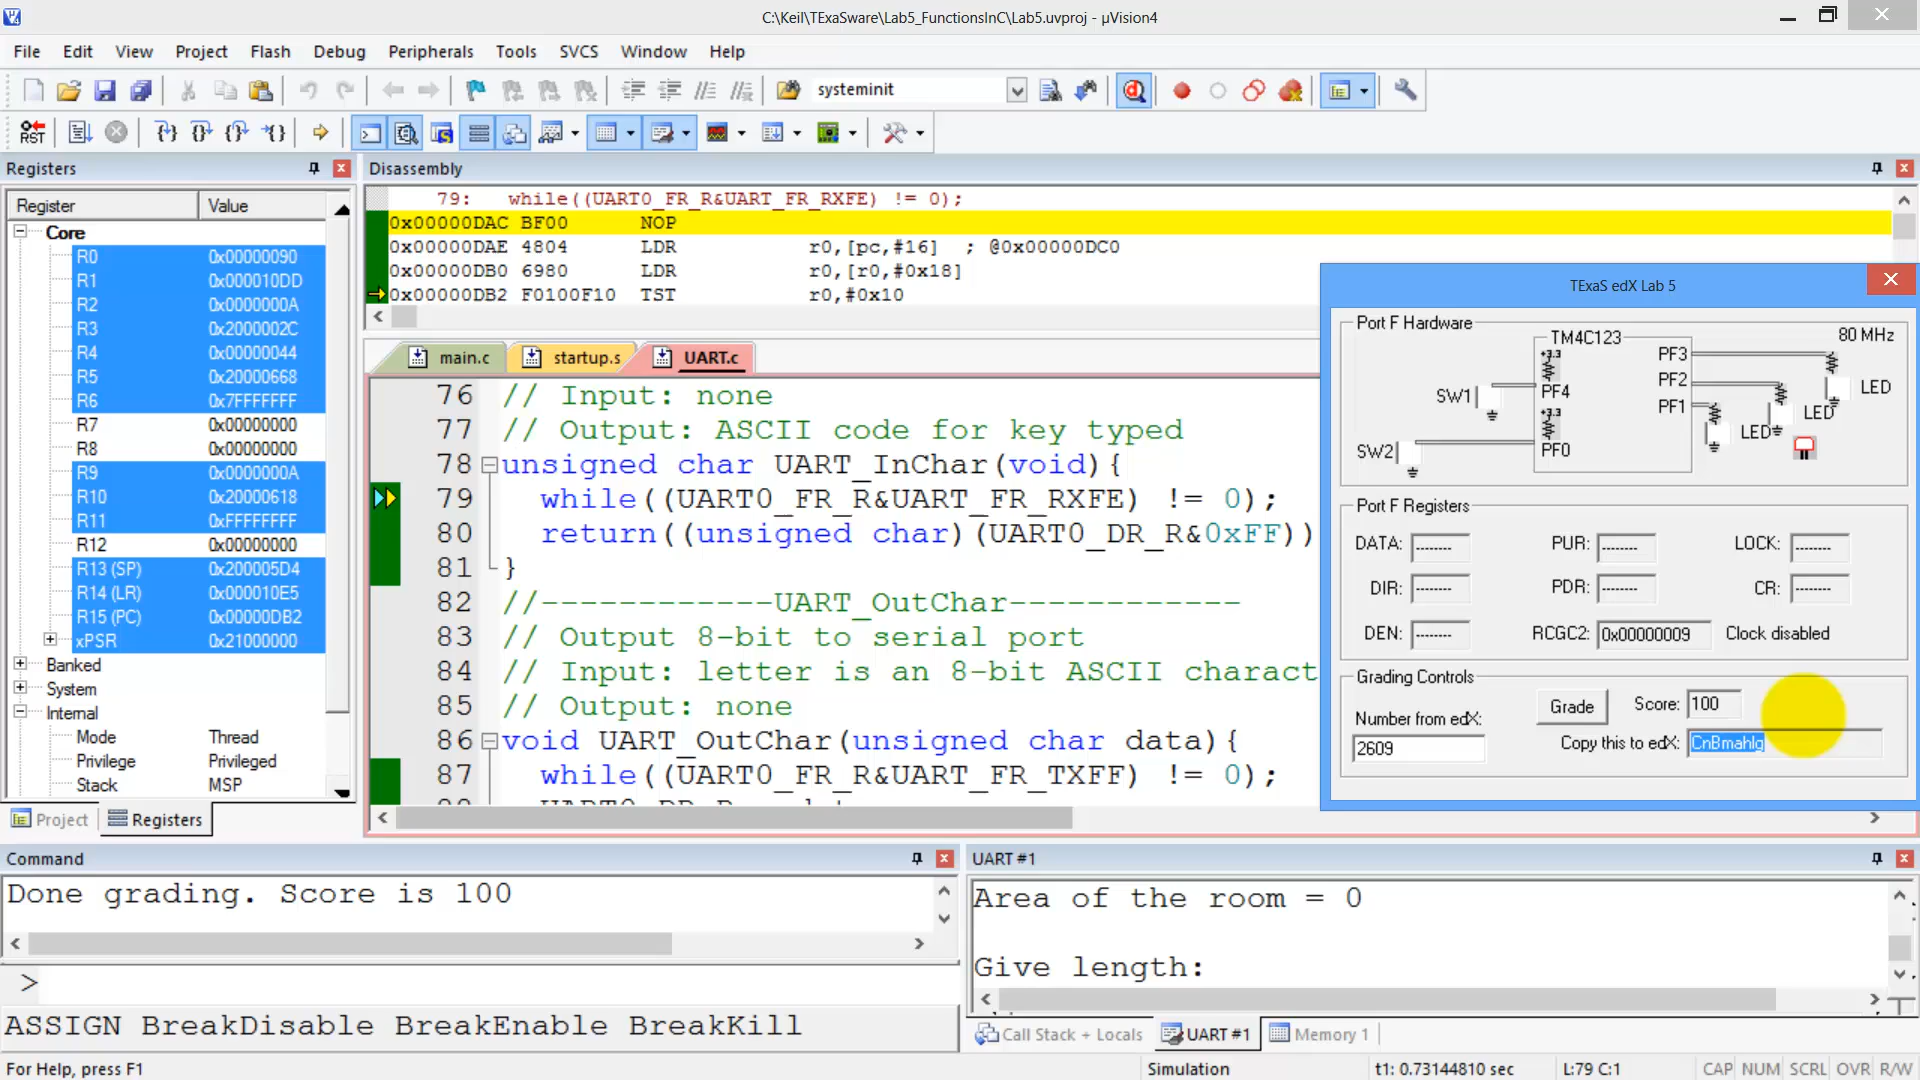 C:\Keil\TExaSware\Lab5_FunctionsInC\Lab5.uvproj - µVision4
File Edit View Project Flash Debug Peripherals Tools SVCS Window Help
systeminit
RST
Registers
Register Value
Core
R0 0x00000090
R1 0x000010DD
R2 0x0000000A
R3 0x2000002C
R4 0x00000044
R5 0x20000668
R6 0x7FFFFFFF
R7 0x00000000
R8 0x00000000
R9 0x0000000A
R10 0x20000618
R11 0xFFFFFFFF
R12 0x00000000
R13 (SP) 0x200005D4
R14 (LR) 0x000010E5
R15 (PC) 0x00000DB2
xPSR 0x21000000
Banked
System
Internal
Mode Thread
Privilege Privileged
Stack MSP
Project Registers
Disassembly
79: while((UART0_FR_R&UART_FR_RXFE) != 0);
0x00000DAC BF00 NOP
0x00000DAE 4804 LDR r0,[pc,#16] ; @0x00000DC0
0x00000DB0 6980 LDR r0,[r0,#0x18]
0x00000DB2 F0100F10 TST r0,#0x10
main.c startup.s UART.c
76 // Input: none
77 // Output: ASCII code for key typed
78 unsigned char UART_InChar(void){
79 while((UART0_FR_R&UART_FR_RXFE) != 0);
80 return((unsigned char)(UART0_DR_R&0xFF))
81 }
82 //------------UART_OutChar------------
83 // Output 8-bit to serial port
84 // Input: letter is an 8-bit ASCII charact
85 // Output: none
86 void UART_OutChar(unsigned char data){
87 while((UART0_FR_R&UART_FR_TXFF) != 0);
TExaS edX Lab 5
Port F Hardware
TM4C123
80 MHz
+3.3
PF3
PF2
PF1
SW1
PF4
+3.3
SW2
PF0
LED
LED
LED
Port F Registers
DATA: -------- PUR: -------- LOCK: --------
DIR: -------- PDR: -------- CR: --------
DEN: -------- RCGC2: 0x00000009 Clock disabled
Grading Controls
Number from edX:
2609
Grade Score: 100
Copy this to edX: CnBmahlg
Command
Done grading. Score is 100
>
ASSIGN BreakDisable BreakEnable BreakKill
UART #1
Area of the room = 0
Give length:
Call Stack + Locals UART #1 Memory 1
For Help, press F1 Simulation t1: 0.73144810 sec L:79 C:1 CAP NUM SCRL OVR R/W